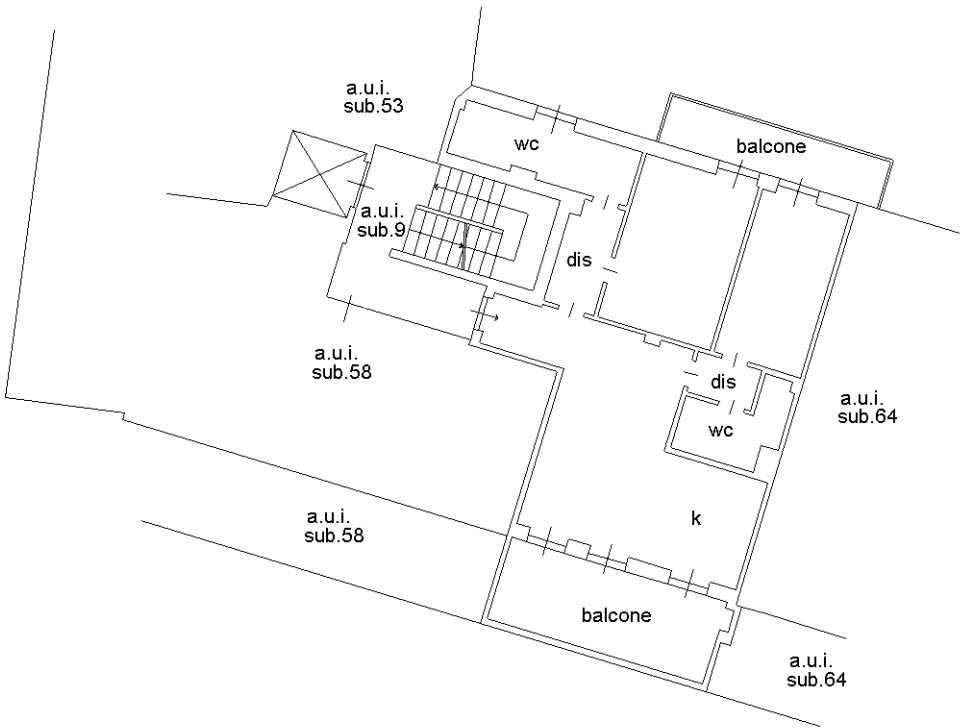 a.u.i.
sub.53
wc
balcone
a.u.i.
sub.9
dis
a.u.i.
sub.58
dis
a.u.i.
sub.64
wc
a.u.i.
sub.58
k
balcone
a.u.i.
sub.64